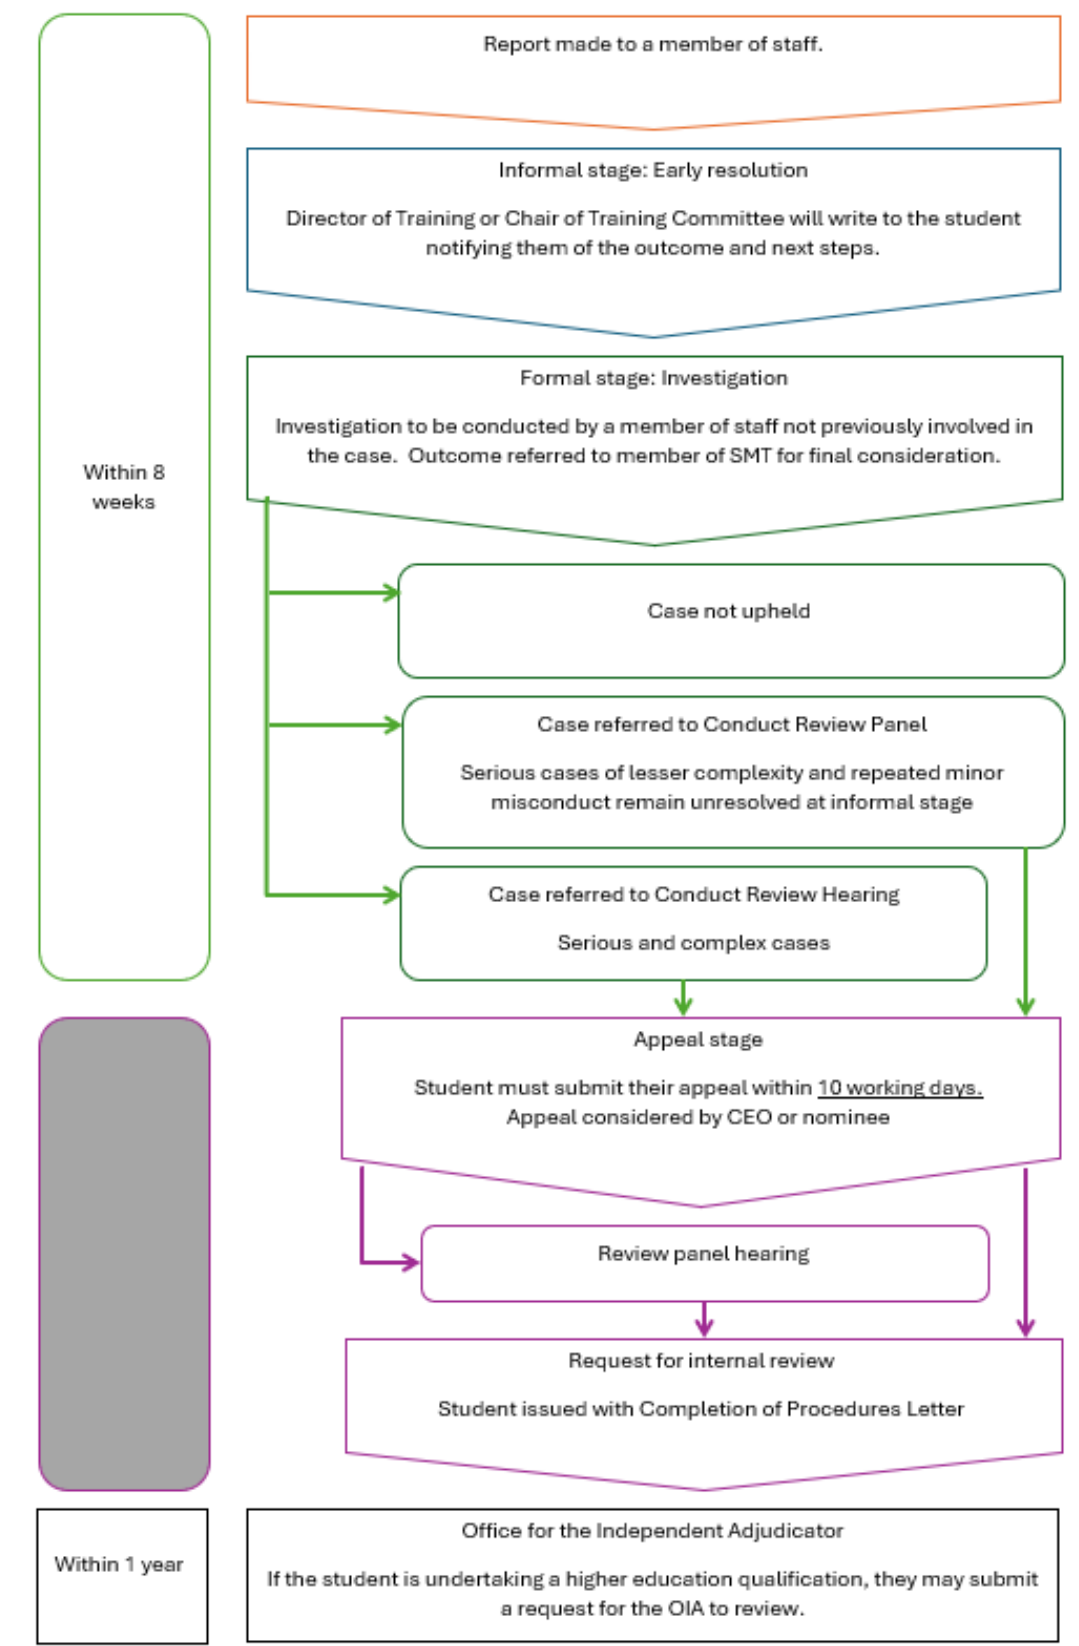 Report made to a member of staff.
Informal stage: Early resolution
Director of Training or Chair of Training Committee will write to the student
notifying them of the outcome and next steps.
Formal stage: Investigation
Investigation to be conducted by a member of staff not previously involved in
the case.  Outcome referred to member of SMT for final consideration.
Within 8
weeks
Case not upheld
Case referred to Conduct Review Panel
Serious cases of lesser complexity and repeated minor
misconduct remain unresolved at informal stage
Case referred to Conduct Review Hearing
Serious and complex cases
Appeal stage
Student must submit their appeal within 10 working days.
Appeal considered by CEO or nominee
Review panel hearing
Request for internal review
Student issued with Completion of Procedures Letter
Within 1 year
Office for the Independent Adjudicator
If the student is undertaking a higher education qualification, they may submit
a request for the OIA to review.